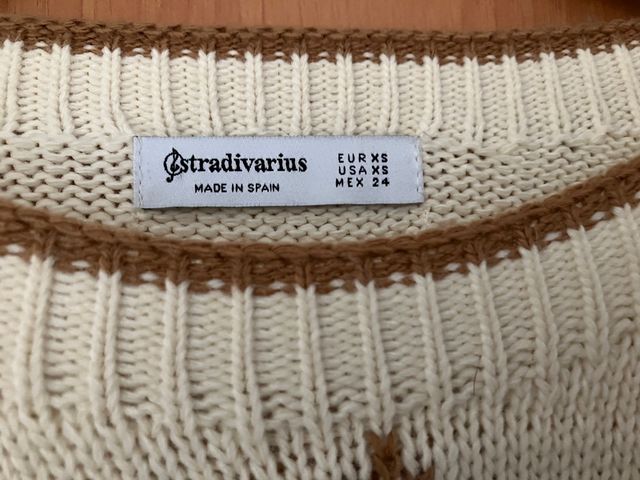 stradivarius
MADE IN SPAIN
EUR XS
USA XS
MEX 24